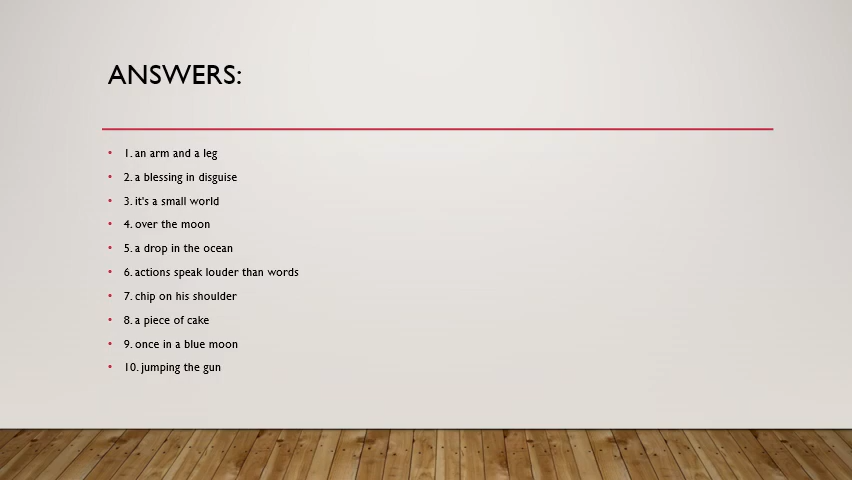 ANSWERS:
• 1. an arm and a leg
• 2. a blessing in disguise
• 3. it's a small world
• 4. over the moon
• 5. a drop in the ocean
• 6. actions speak louder than words
• 7. chip on his shoulder
• 8. a piece of cake
• 9. once in a blue moon
• 10. jumping the gun